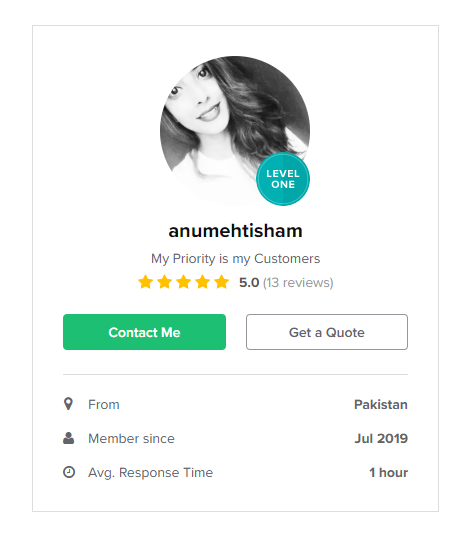 LEVEL
ONE
anumehtisham
My Priority is my Customers
5.0 (13 reviews)
Contact Me
Get a Quote
From Pakistan
Member since Jul 2019
Avg. Response Time 1 hour